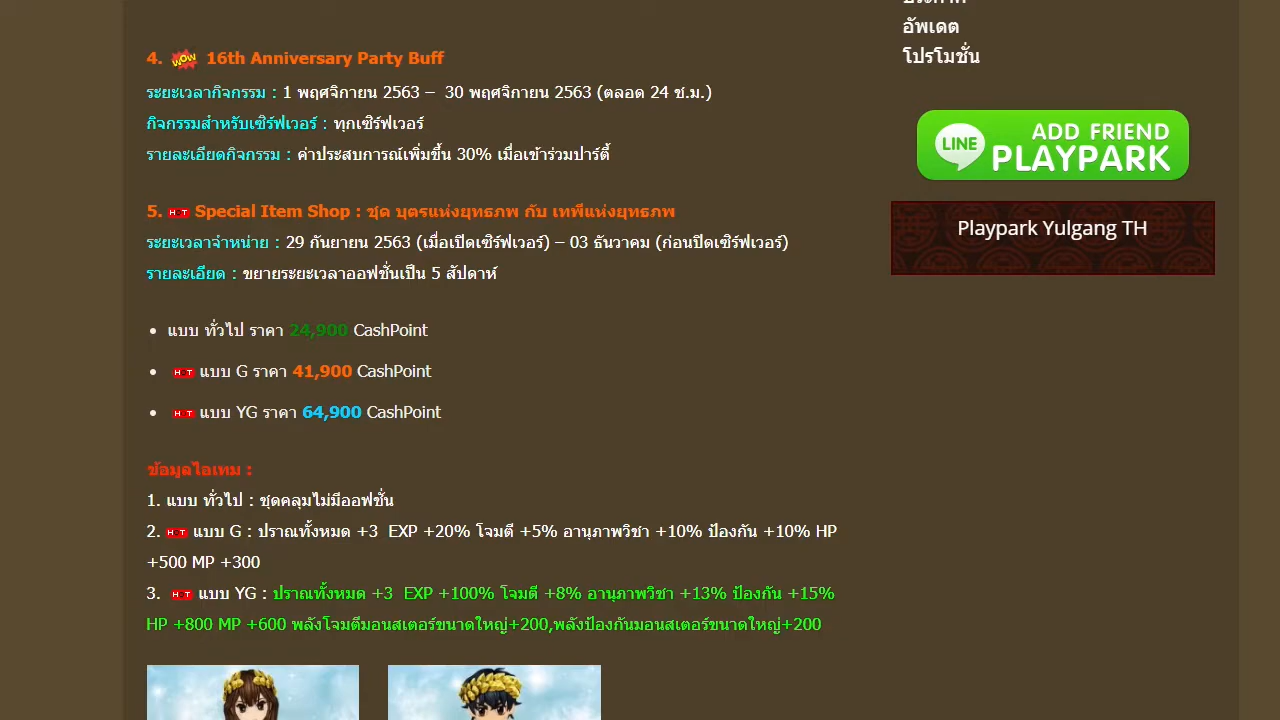 ประกาศ
อัพเดต
โปรโมชั่น
4. WOW 16th Anniversary Party Buff
ระยะเวลากิจกรรม : 1 พฤศจิกายน 2563 – 30 พฤศจิกายน 2563 (ตลอด 24 ช.ม.)
กิจกรรมสำหรับเซิร์ฟเวอร์ : ทุกเซิร์ฟเวอร์
รายละเอียดกิจกรรม : ค่าประสบการณ์เพิ่มขึ้น 30% เมื่อเข้าร่วมปาร์ตี้
5. HOT Special Item Shop : ชุด บุตรแห่งยุทธภพ กับ เทพีแห่งยุทธภพ
ระยะเวลาจำหน่าย : 29 กันยายน 2563 (เมื่อเปิดเซิร์ฟเวอร์) – 03 ธันวาคม (ก่อนปิดเซิร์ฟเวอร์)
รายละเอียด : ขยายระยะเวลาออฟชั่นเป็น 5 สัปดาห์
• แบบ ทั่วไป ราคา 24,900 CashPoint
• HOT แบบ G ราคา 41,900 CashPoint
• HOT แบบ YG ราคา 64,900 CashPoint
ข้อมูลไอเทม :
1. แบบ ทั่วไป : ชุดคลุมไม่มีออฟชั่น
2. HOT แบบ G : ปราณทั้งหมด +3 EXP +20% โจมตี +5% อานุภาพวิชา +10% ป้องกัน +10% HP
+500 MP +300
3. HOT แบบ YG : ปราณทั้งหมด +3 EXP +100% โจมตี +8% อานุภาพวิชา +13% ป้องกัน +15%
HP +800 MP +600 พลังโจมตีมอนสเตอร์ขนาดใหญ่+200,พลังป้องกันมอนสเตอร์ขนาดใหญ่+200
LINE
ADD FRIEND
PLAYPARK
Playpark Yulgang TH